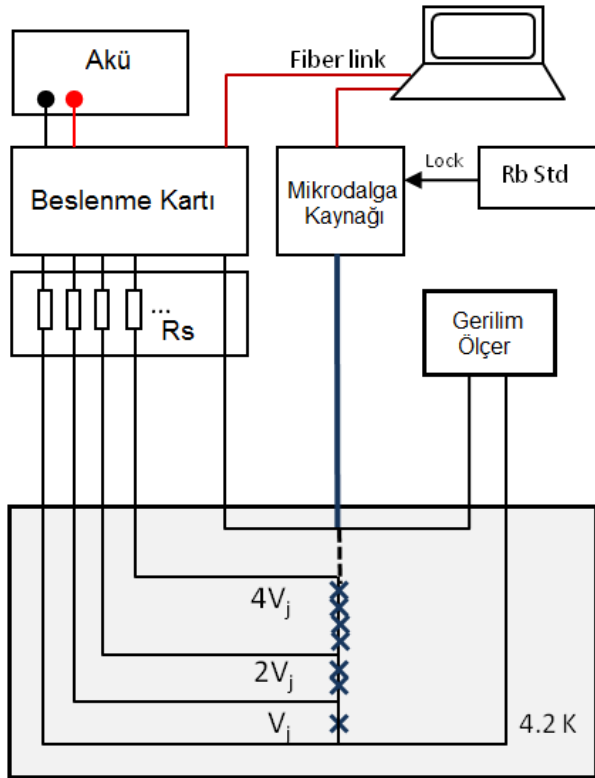 Akü
Fiber link
Beslenme Kartı
Mikrodalga
Kaynağı
Lock
Rb Std
...
Rs
Gerilim
Ölçer
4Vj
2Vj
Vj
4.2 K